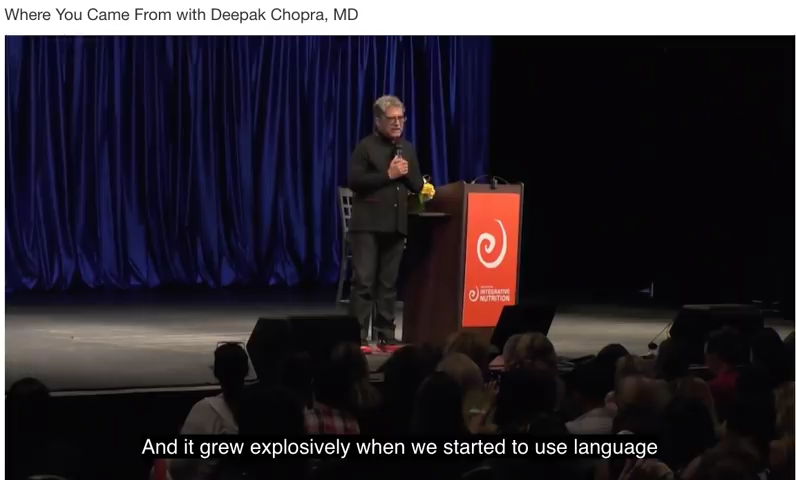 Where You Came From with Deepak Chopra, MD
INTEGRATIVE
NUTRITION
And it grew explosively when we started to use language